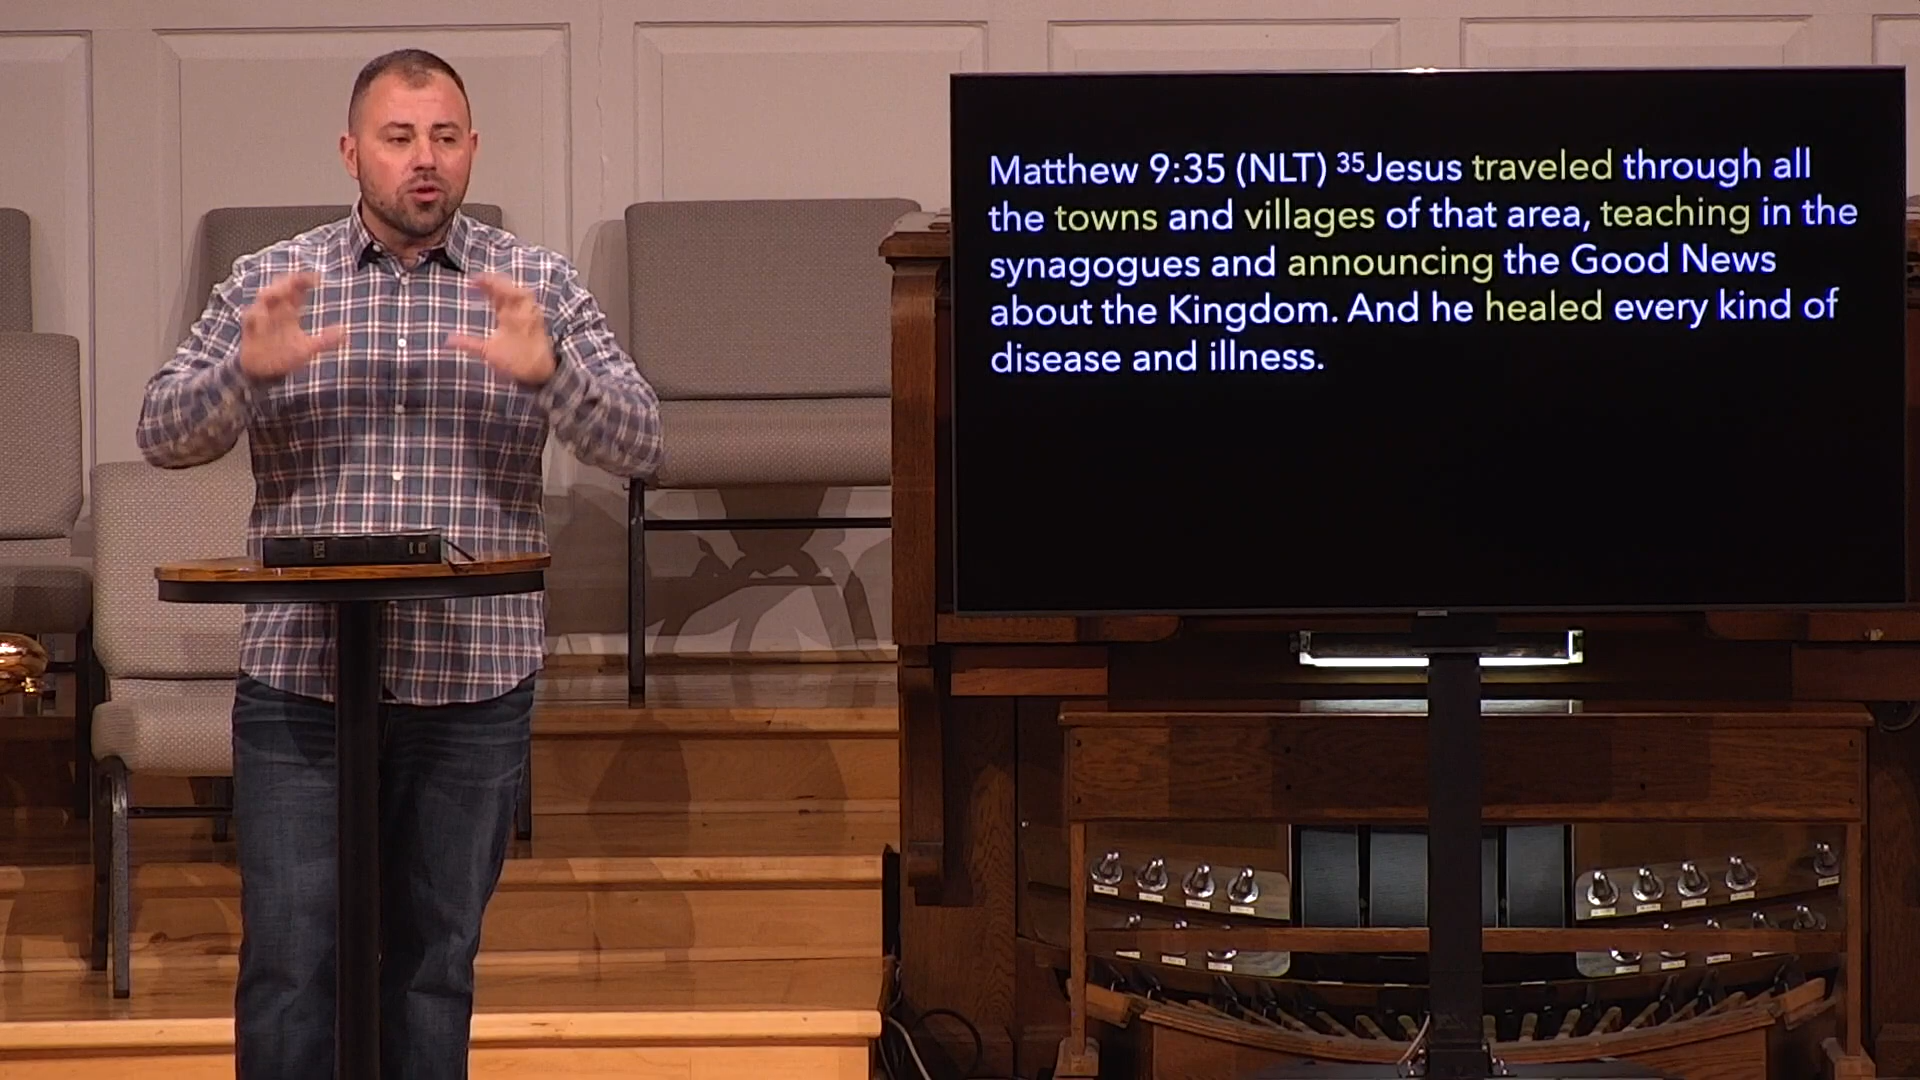 Matthew 9:35 (NLT) ³⁵Jesus traveled through all
the towns and villages of that area, teaching in the
synagogues and announcing the Good News
about the Kingdom. And he healed every kind of
disease and illness.